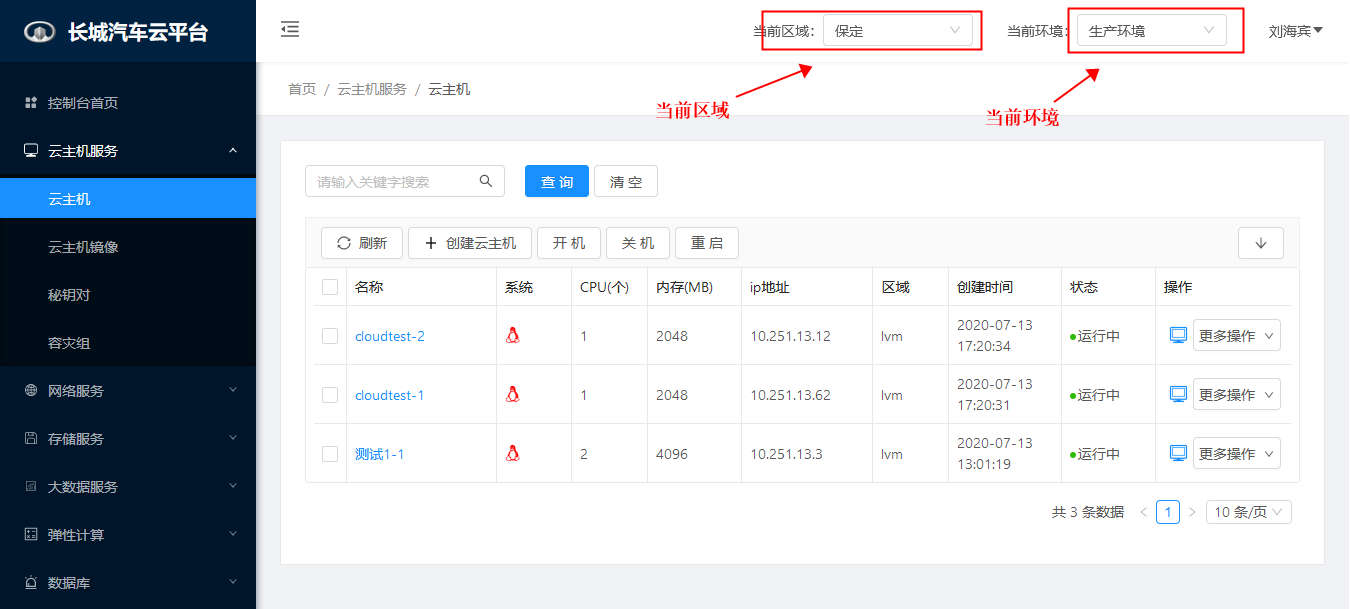 长城汽车云平台
当前区域： 保定
当前环境： 生产环境
刘海宾
当前区域
当前环境
首页 / 云主机服务 / 云主机
控制台首页
云主机服务
云主机
云主机镜像
秘钥对
容灾组
网络服务
存储服务
大数据服务
弹性计算
数据库
请输入关键字搜索
查 询
清 空
刷新
创建云主机
开 机
关 机
重 启
名称 系统 CPU(个) 内存(MB) ip地址 区域 创建时间 状态 操作
cloudtest-2 1 2048 10.251.13.12 lvm 2020-07-13 17:20:34 运行中 更多操作
cloudtest-1 1 2048 10.251.13.62 lvm 2020-07-13 17:20:31 运行中 更多操作
测试1-1 2 4096 10.251.13.3 lvm 2020-07-13 13:01:19 运行中 更多操作
共 3 条数据 < 1 > 10 条/页